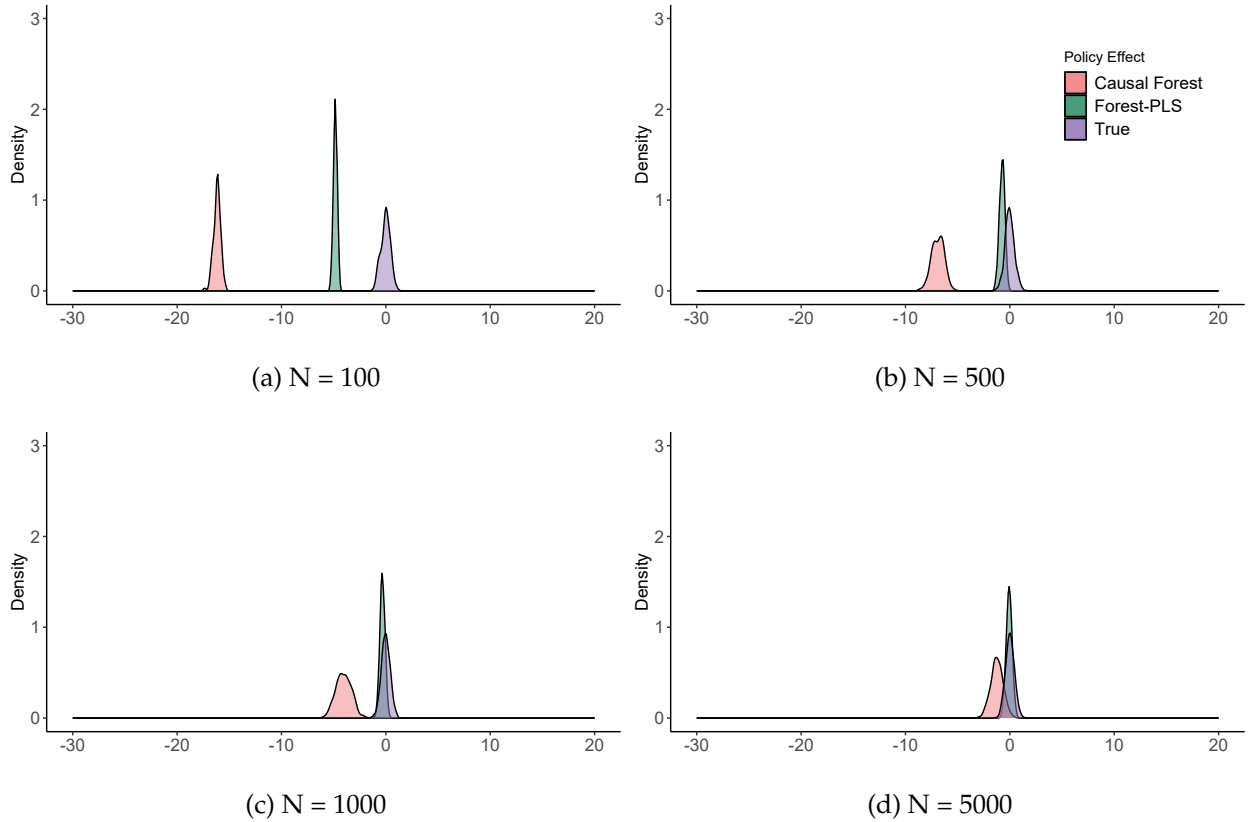 3
2
1
0
Density
-30 -20 -10 0 10 20
(a) N = 100
3
2
1
0
Density
Policy Effect
Causal Forest
Forest-PLS
True
-30 -20 -10 0 10 20
(b) N = 500
3
2
1
0
Density
-30 -20 -10 0 10 20
(c) N = 1000
3
2
1
0
Density
-30 -20 -10 0 10 20
(d) N = 5000